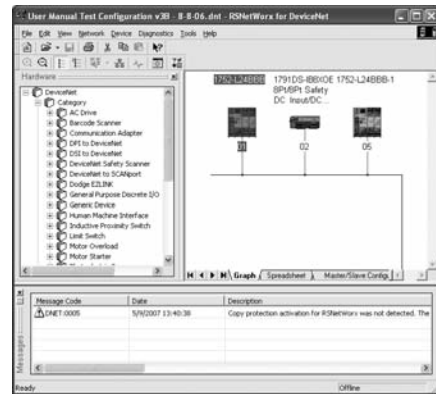 User Manual Test Configuration v3B - 8-8-06.dnt - RSNetWorx for DeviceNet
File Edit View Network Device Diagnostics Tools Help
Hardware
DeviceNet
Category
AC Drive
Barcode Scanner
Communication Adapter
DPI to DeviceNet
DSI to DeviceNet
DeviceNet Safety Scanner
DeviceNet to SCANport
Dodge EZLINK
General Purpose Discrete I/O
Generic Device
Human Machine Interface
Inductive Proximity Switch
Limit Switch
Motor Overload
Motor Starter
1752-L24BBB 1791DS-IB8XOE 1752-L24BBB-1
8Pt/8Pt Safety
DC Input/DC...
01 02 05
Graph Spreadsheet Master/Slave Configu
Messages
Message Code Date Description
DNET:0005 5/9/2007 13:40:38 Copy protection activation for RSNetWorx was not detected. The
Ready Offline